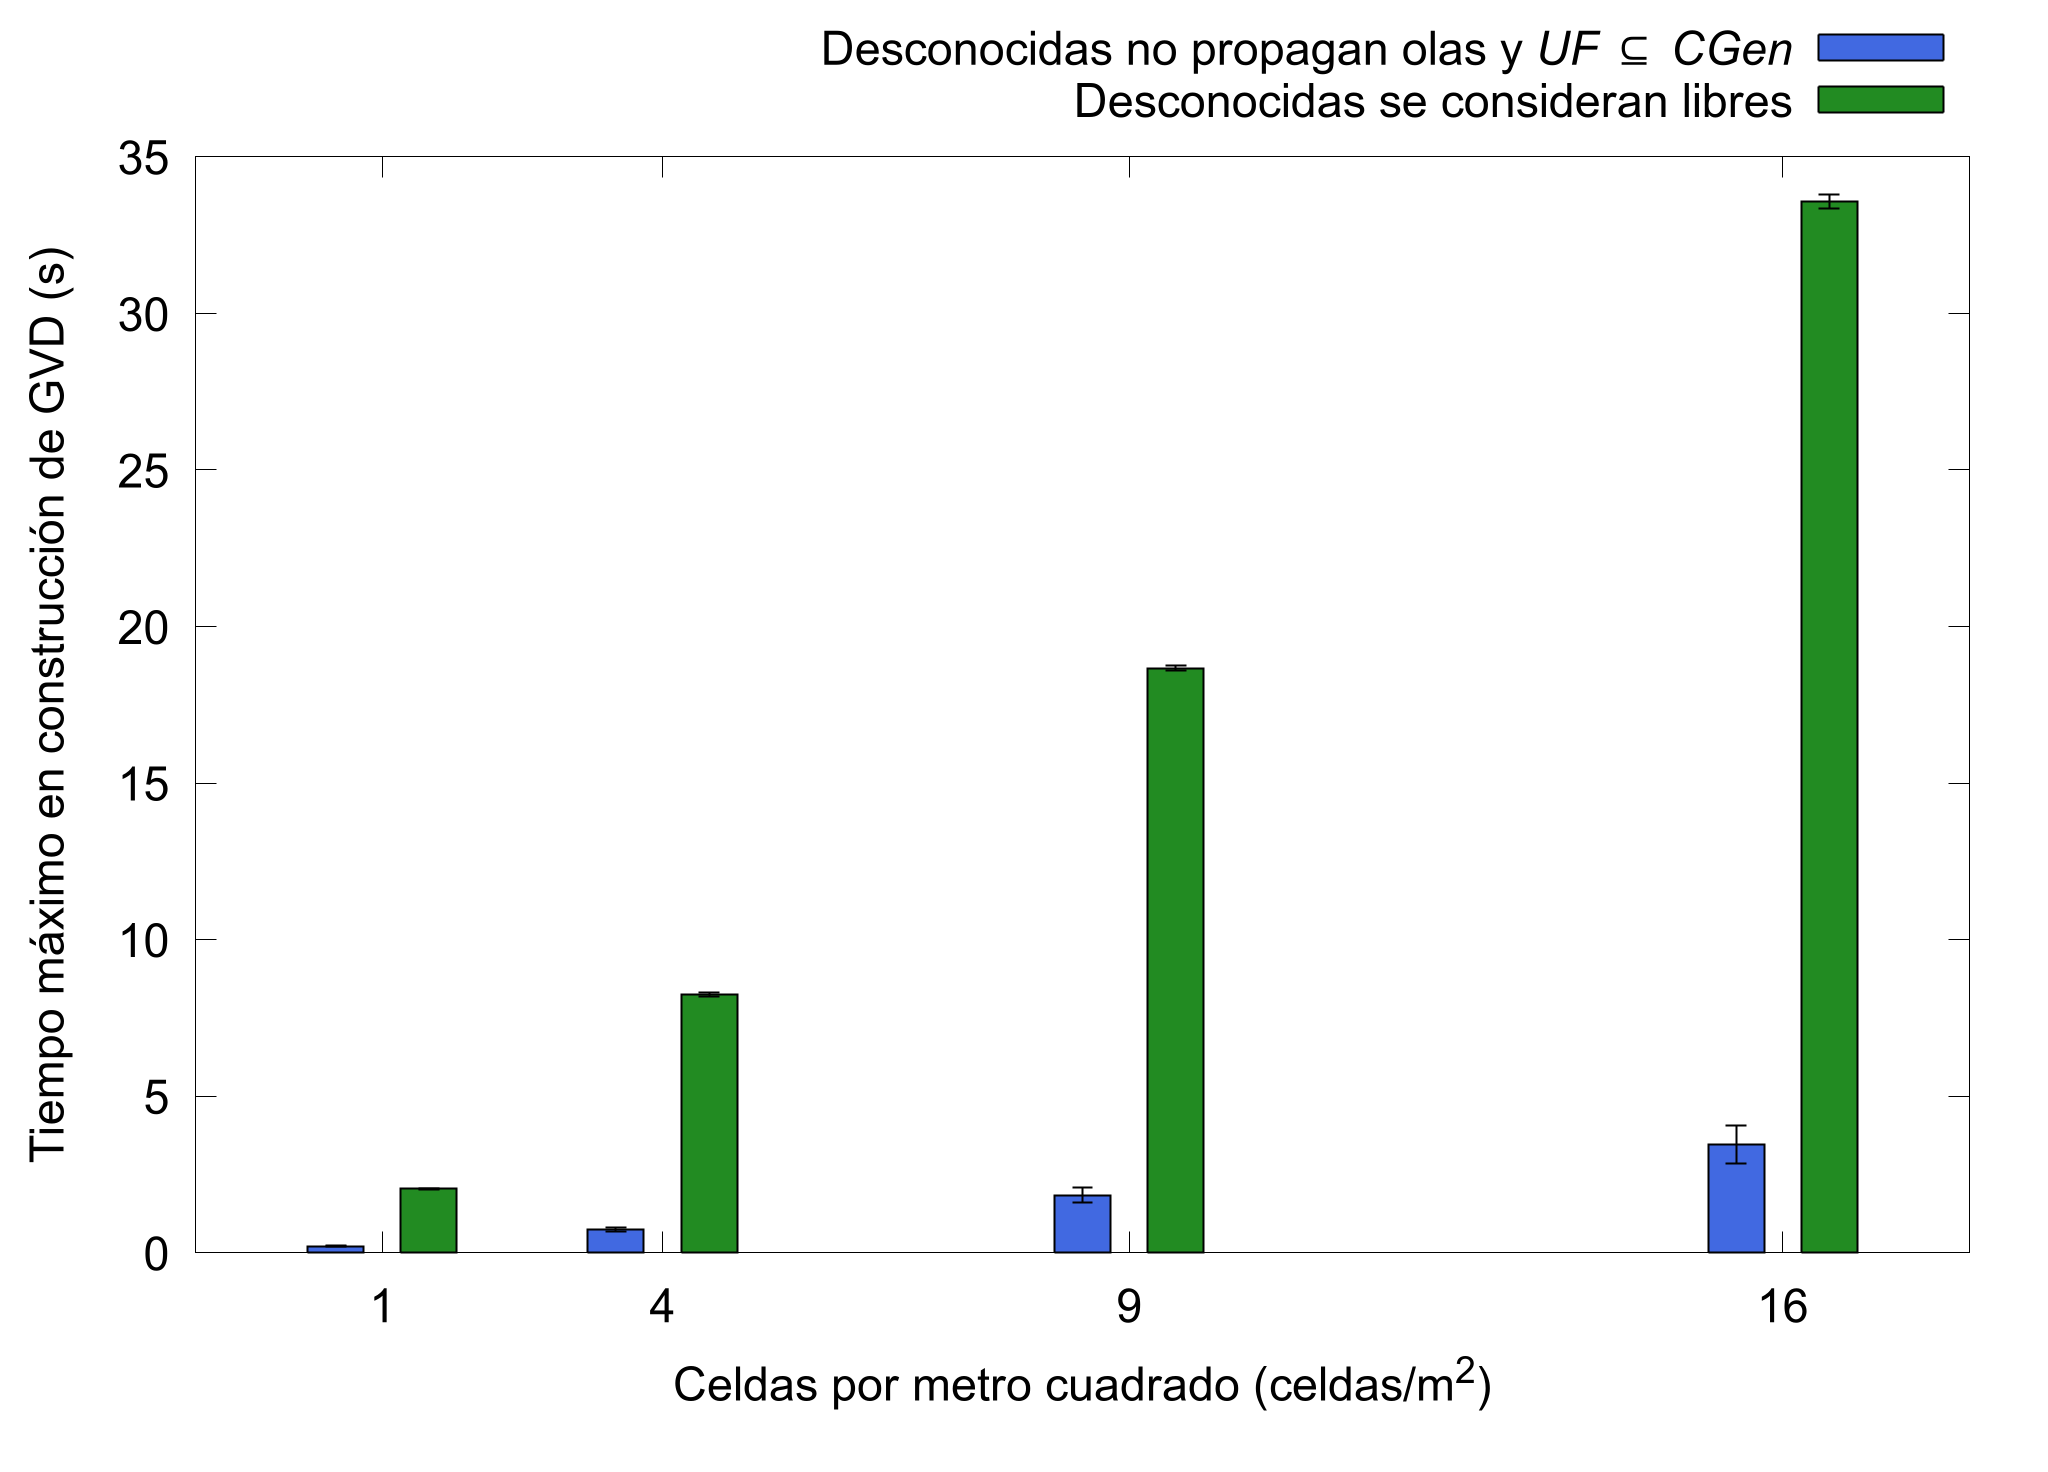 Desconocidas no propagan olas y UF ⊆ CGen
Desconocidas se consideran libres
35
30
25
20
15
10
5
0
Tiempo máximo en construcción de GVD (s)
1 4 9 16
Celdas por metro cuadrado (celdas/m²)